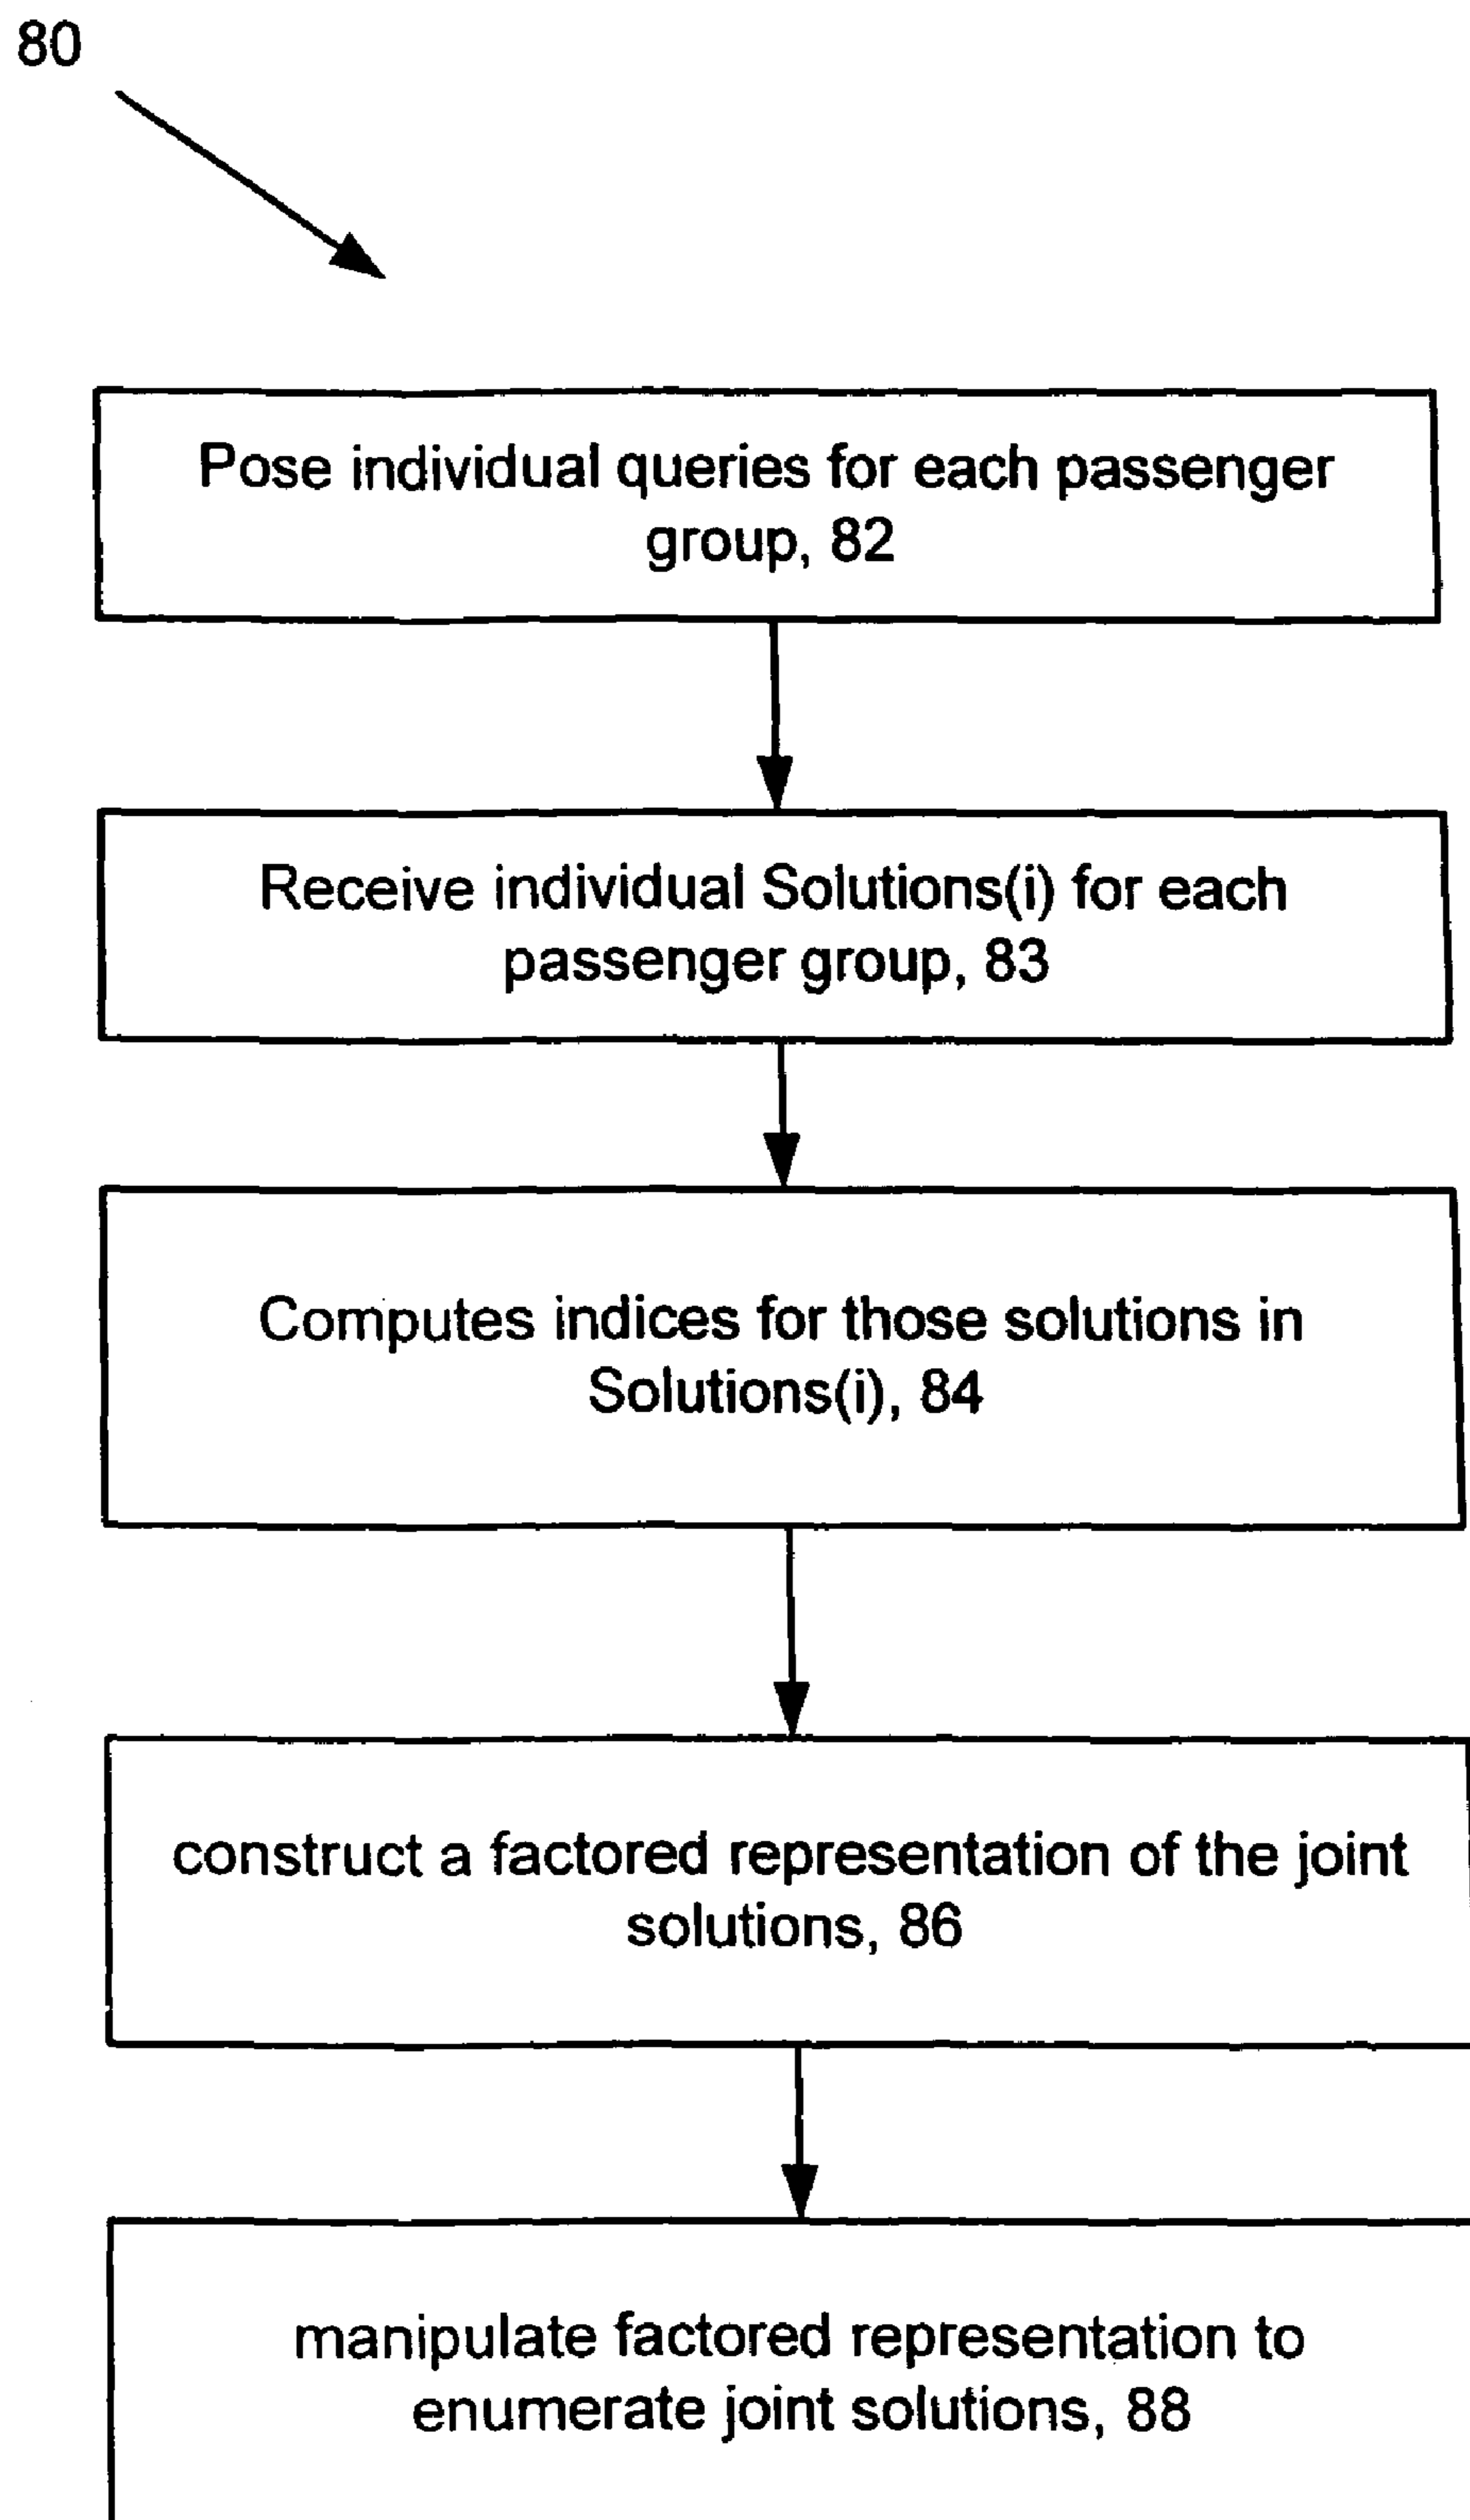 80
Pose individual queries for each passenger
group, 82
Receive individual Solutions(i) for each
passenger group, 83
Computes indices for those solutions in
Solutions(i), 84
construct a factored representation of the joint
solutions, 86
manipulate factored representation to
enumerate joint solutions, 88